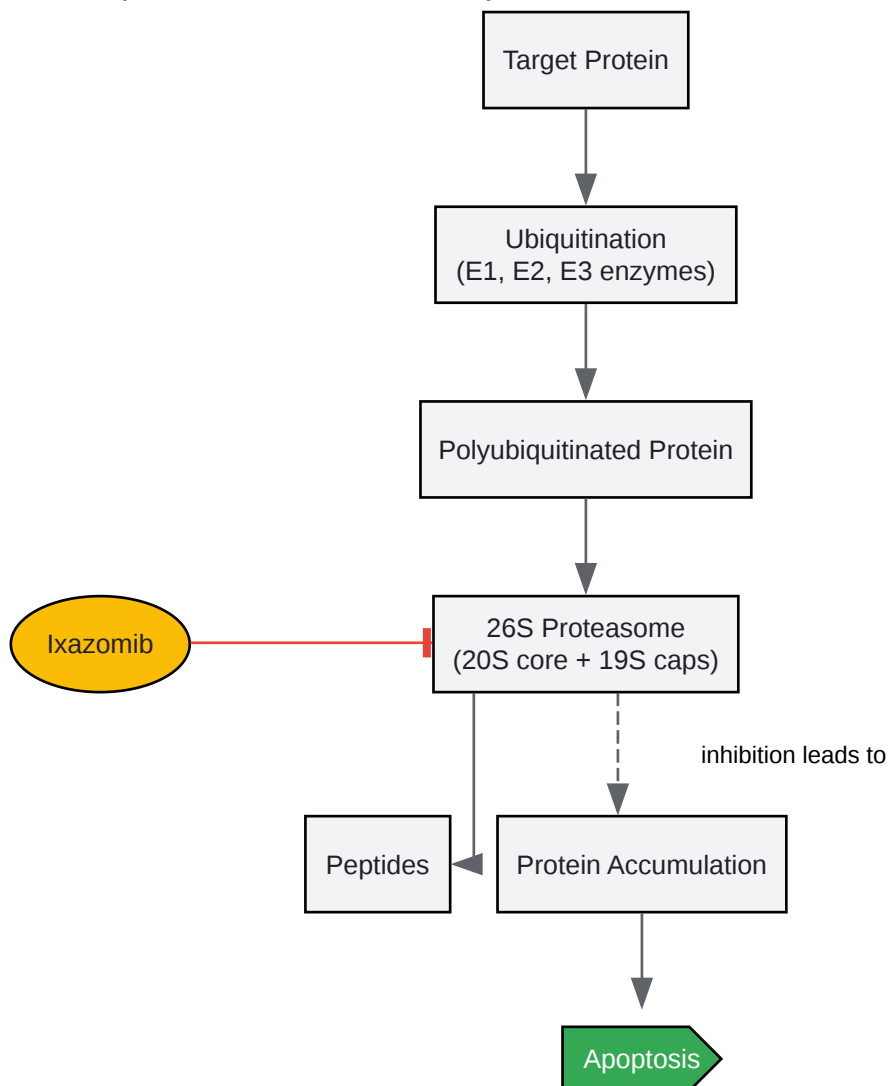 Target Protein
Ubiquitination
(E1, E2, E3 enzymes)
Polyubiquitinated Protein
Ixazomib
26S Proteasome
(20S core + 19S caps)
inhibition leads to
Peptides
Protein Accumulation
Apoptosis